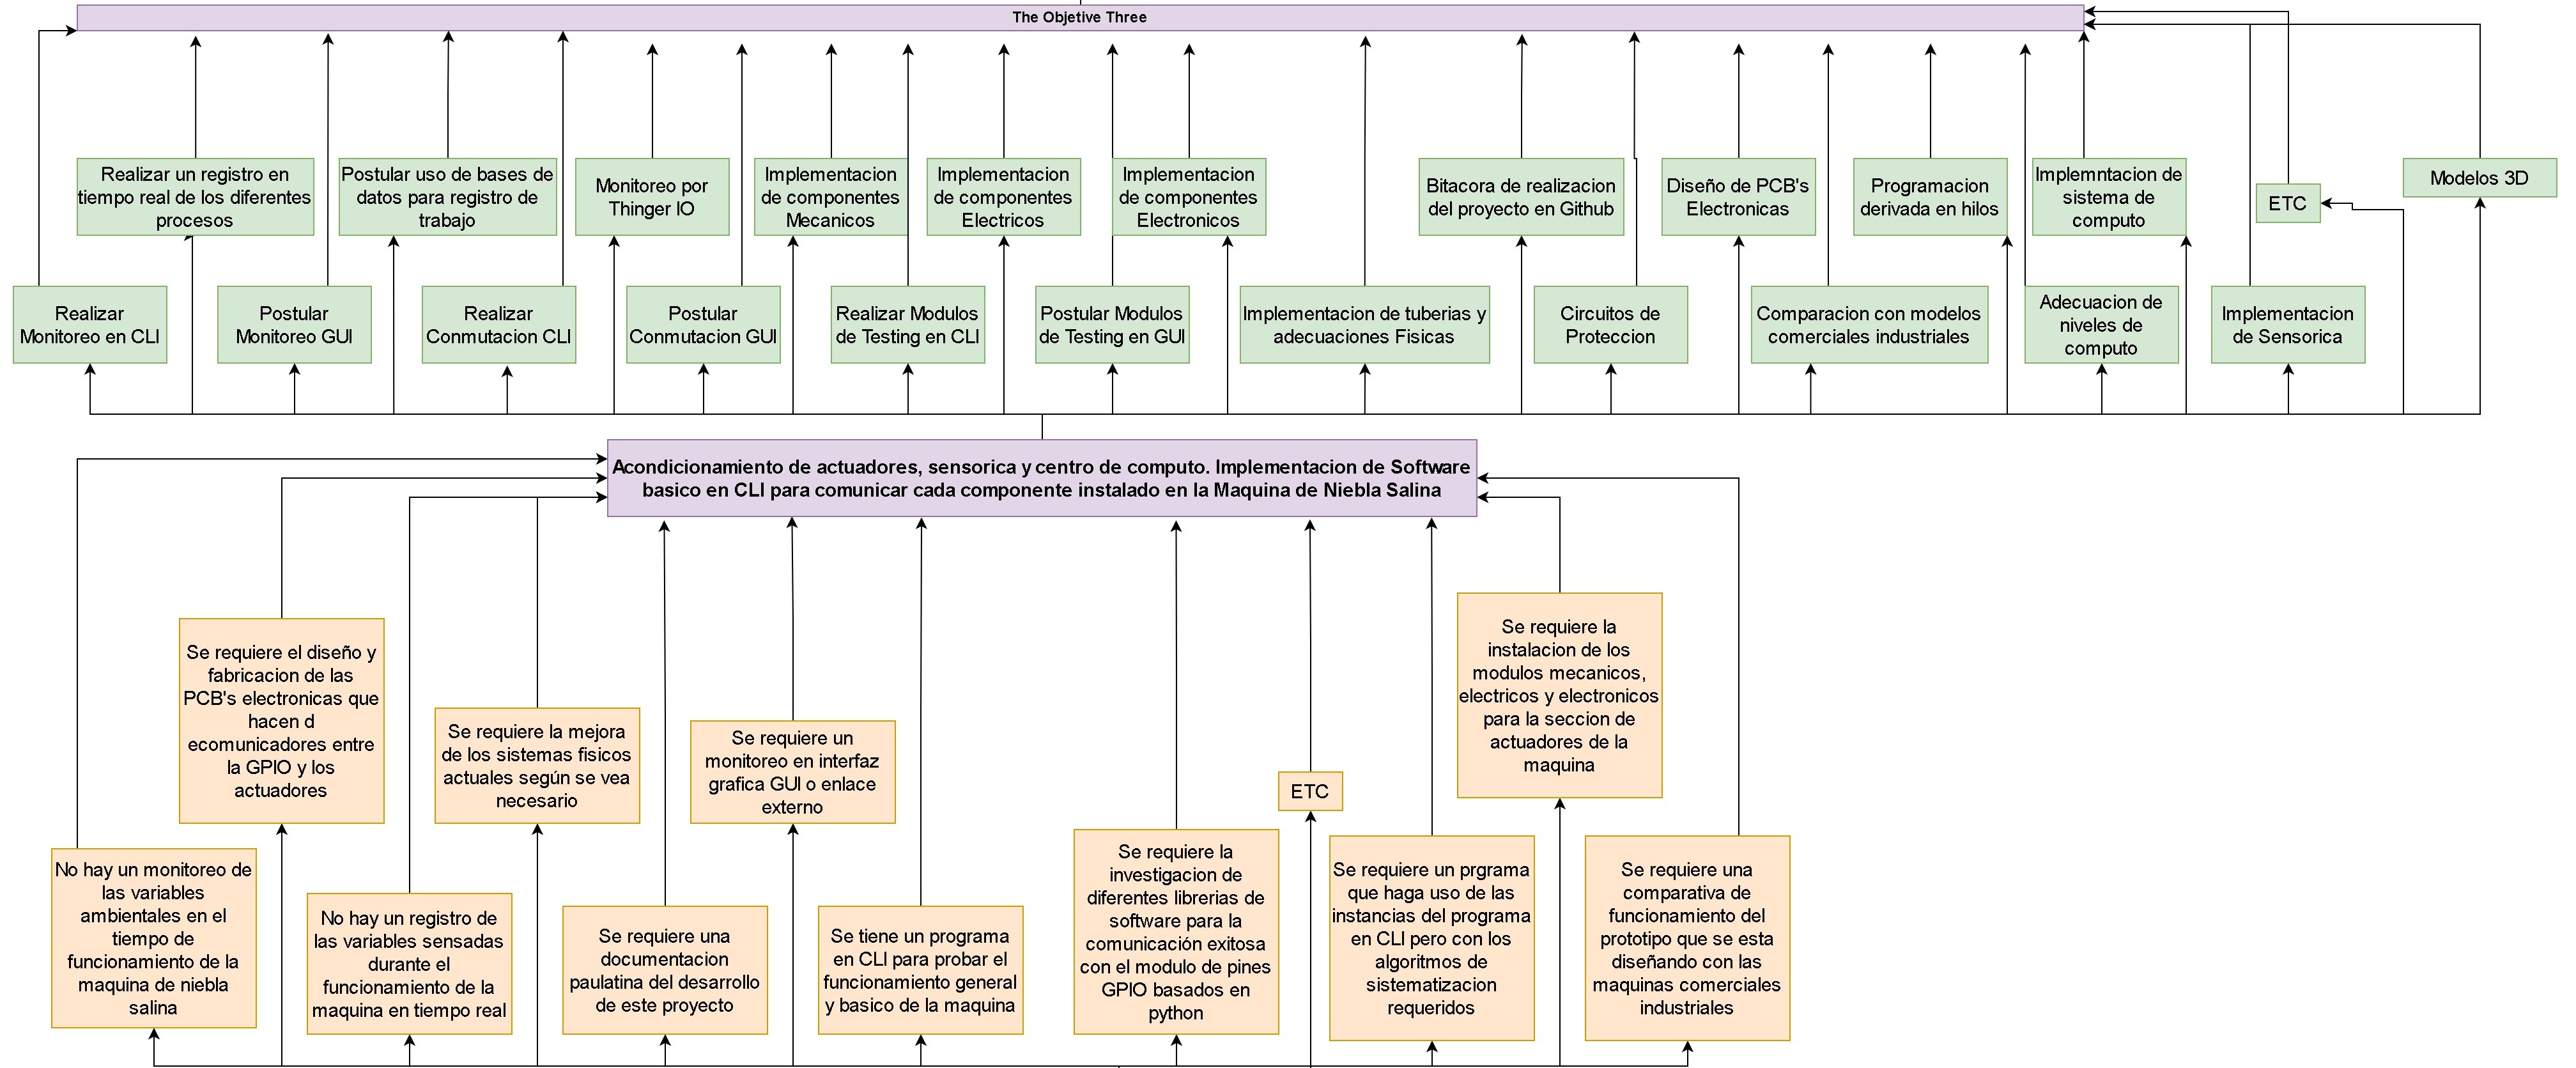 The Objetive Three
Realizar un registro en
tiempo real de los diferentes
procesos
Postular uso de bases de
datos para registro de
trabajo
Monitoreo por
Thinger IO
Implementacion
de componentes
Mecanicos
Implementacion
de componentes
Electricos
Implementacion
de componentes
Electronicos
Bitacora de realizacion
del proyecto en Github
Diseño de PCB's
Electronicas
Programacion
derivada en hilos
Implemntacion de
sistema de
computo
ETC
Modelos 3D
Realizar
Monitoreo en CLI
Postular
Monitoreo GUI
Realizar
Conmutacion CLI
Postular
Conmutacion GUI
Realizar Modulos
de Testing en CLI
Postular Modulos
de Testing en GUI
Implementacion de tuberias y
adecuaciones Fisicas
Circuitos de
Proteccion
Comparacion con modelos
comerciales industriales
Adecuacion de
niveles de
computo
Implementacion
de Sensorica
Acondicionamiento de actuadores, sensorica y centro de computo. Implementacion de Software
basico en CLI para comunicar cada componente instalado en la Maquina de Niebla Salina
Se requiere el diseño y
fabricacion de las
PCB's electronicas que
hacen d
ecomunicadores entre
la GPIO y los
actuadores
Se requiere la mejora
de los sistemas fisicos
actuales según se vea
necesario
Se requiere un
monitoreo en interfaz
grafica GUI o enlace
externo
ETC
Se requiere la
instalacion de los
modulos mecanicos,
electricos y electronicos
para la seccion de
actuadores de la
maquina
No hay un monitoreo de
las variables
ambientales en el
tiempo de
funcionamiento de la
maquina de niebla
salina
No hay un registro de
las variables sensadas
durante el
funcionamiento de la
maquina en tiempo real
Se requiere una
documentacion
paulatina del desarrollo
de este proyecto
Se tiene un programa
en CLI para probar el
funcionamiento general
y basico de la maquina
Se requiere la
investigacion de
diferentes librerias de
software para la
comunicación exitosa
con el modulo de pines
GPIO basados en
python
Se requiere un prgrama
que haga uso de las
instancias del programa
en CLI pero con los
algoritmos de
sistematizacion
requeridos
Se requiere una
comparativa de
funcionamiento del
prototipo que se esta
diseñando con las
maquinas comerciales
industriales